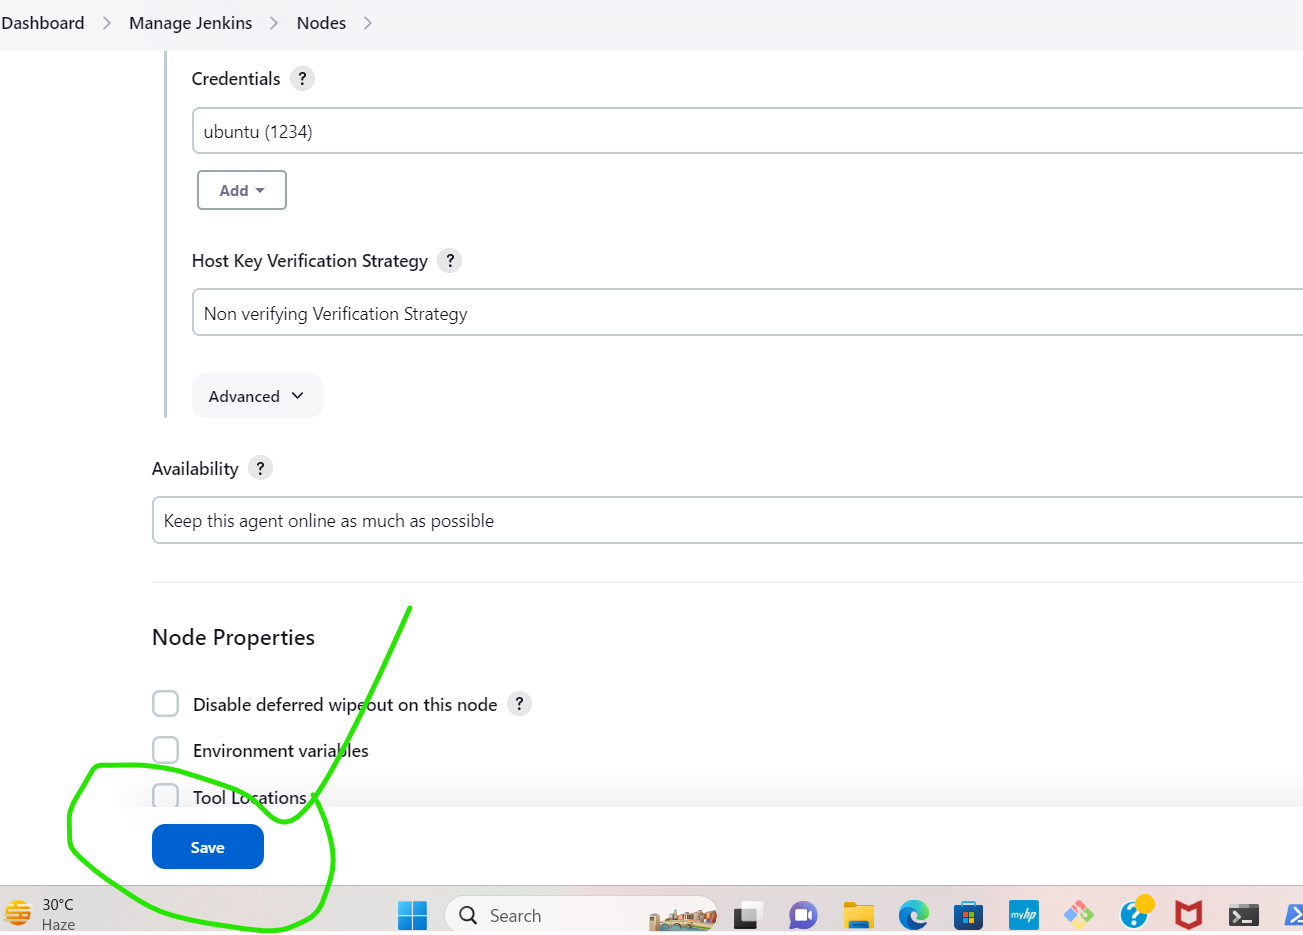 Dashboard > Manage Jenkins > Nodes >
Credentials ?
ubuntu (1234)
Add
Host Key Verification Strategy ?
Non verifying Verification Strategy
Advanced
Availability ?
Keep this agent online as much as possible
Node Properties
Disable deferred wipeout on this node ?
Environment variables
Tool Locations
Save
30°C
Haze
Search
myhp